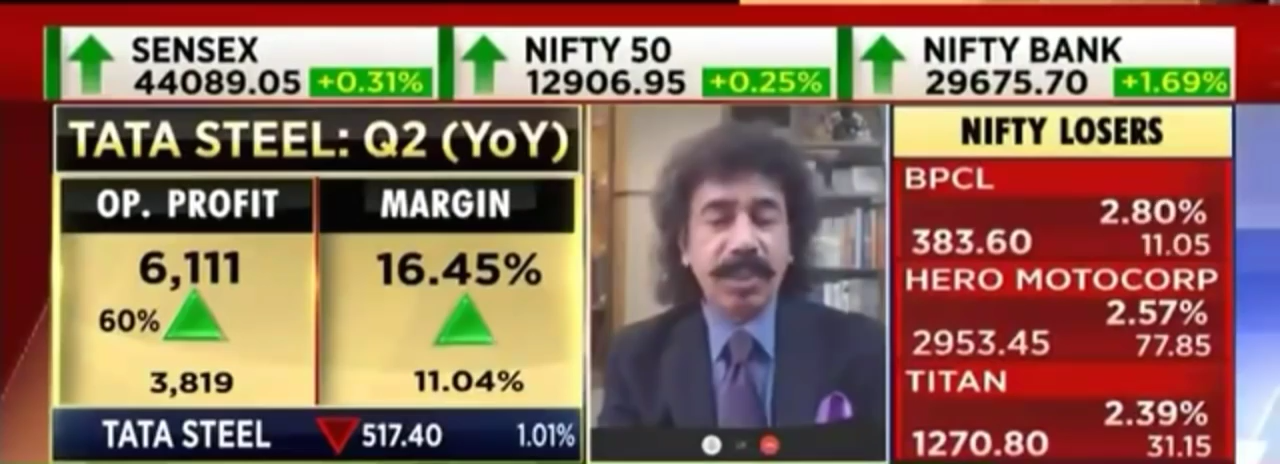 SENSEX
44089.05 +0.31%
NIFTY 50
12906.95 +0.25%
NIFTY BANK
29675.70 +1.69%
TATA STEEL: Q2 (YoY)
OP. PROFIT
6,111
60%
3,819
MARGIN
16.45%
11.04%
TATA STEEL 517.40 1.01%
NIFTY LOSERS
BPCL
2.80%
383.60 11.05
HERO MOTOCORP
2.57%
2953.45 77.85
TITAN
2.39%
1270.80 31.15